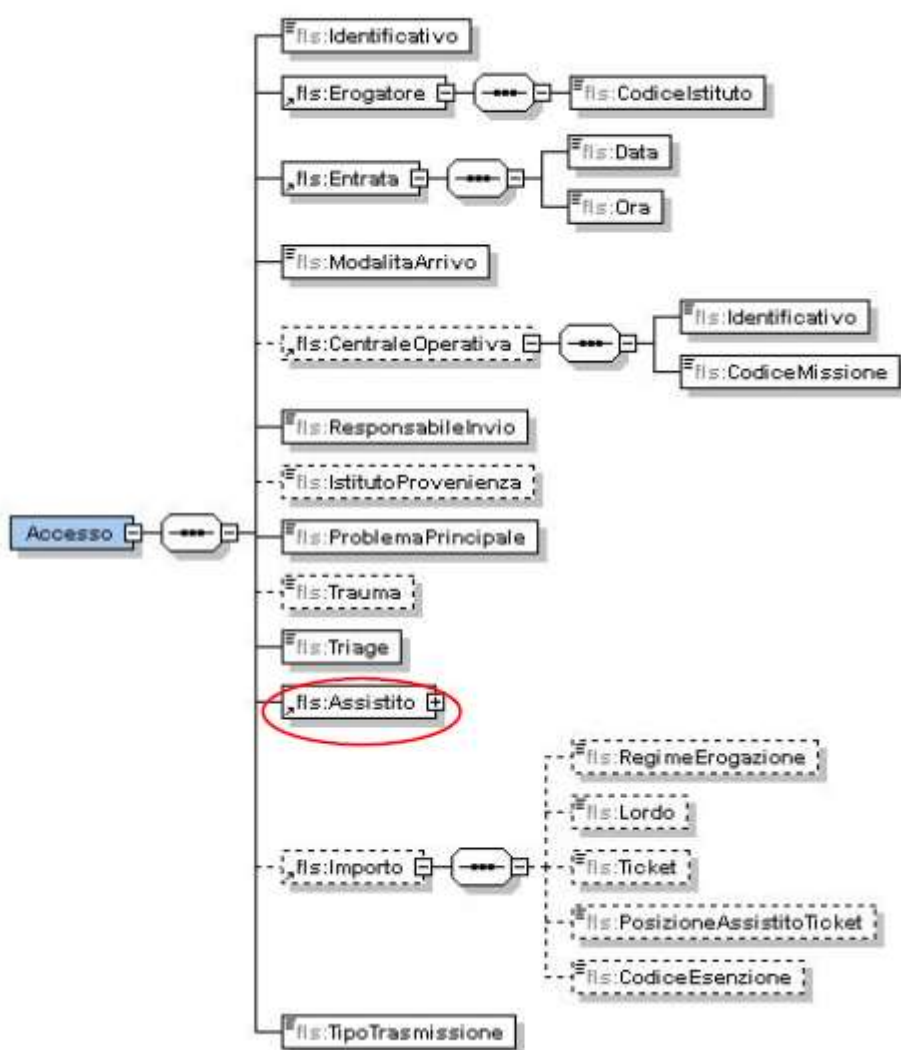 fls:Identificativo
fls:Erogatore
fls:CodiceIstituto
fls:Entrata
fls:Data
fls:Ora
fls:ModalitaArrivo
fls:CentraleOperativa
fls:Identificativo
fls:CodiceMissione
fls:ResponsabileInvio
fls:IstitutoProvenienza
Accesso
fls:ProblemaPrincipale
fls:Trauma
fls:Triage
fls:Assistito
fls:RegimeErogazione
fls:Lordo
fls:Importo
fls:Ticket
fls:PosizioneAssistitoTicket
fls:CodiceEsenzione
fls:TipoTrasmissione